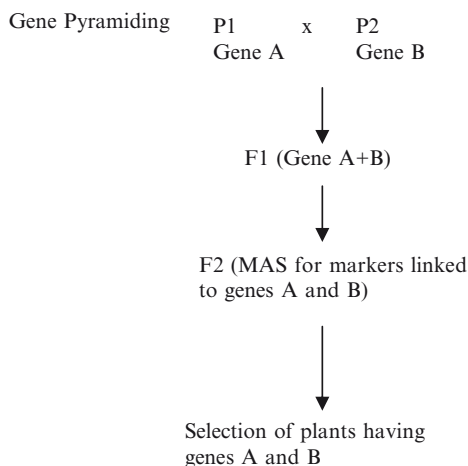 Gene Pyramiding P1 x P2
Gene A Gene B
F1 (Gene A+B)
F2 (MAS for markers linked
to genes A and B)
Selection of plants having
genes A and B